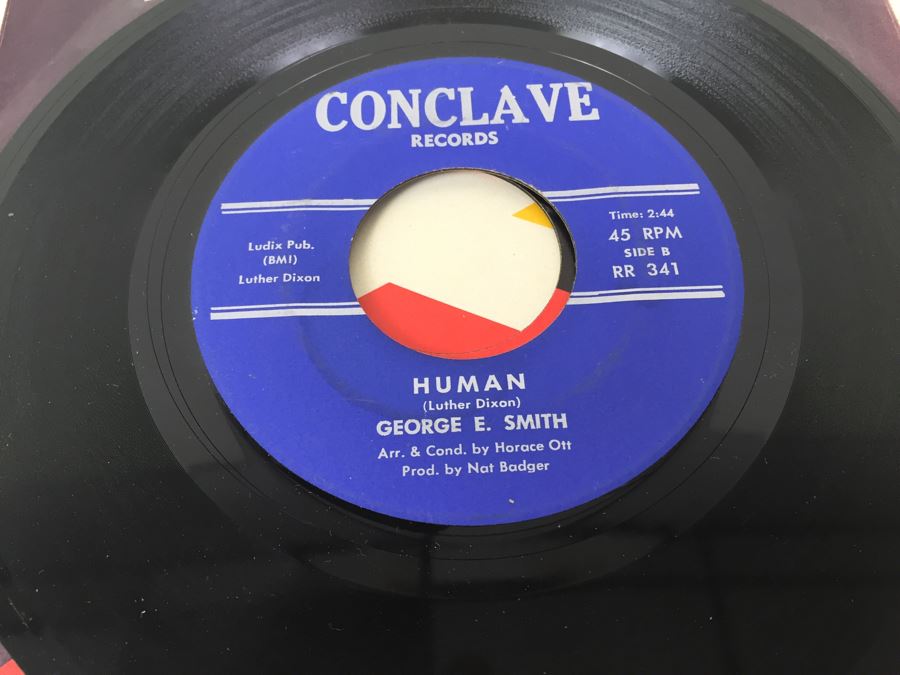 CONCLAVE
RECORDS
Ludix Pub.
(BMI)
Luther Dixon
Time: 2:44
45 RPM
SIDE B
RR 341
HUMAN
(Luther Dixon)
GEORGE E. SMITH
Arr. & Cond. by Horace Ott
Prod. by Nat Badger